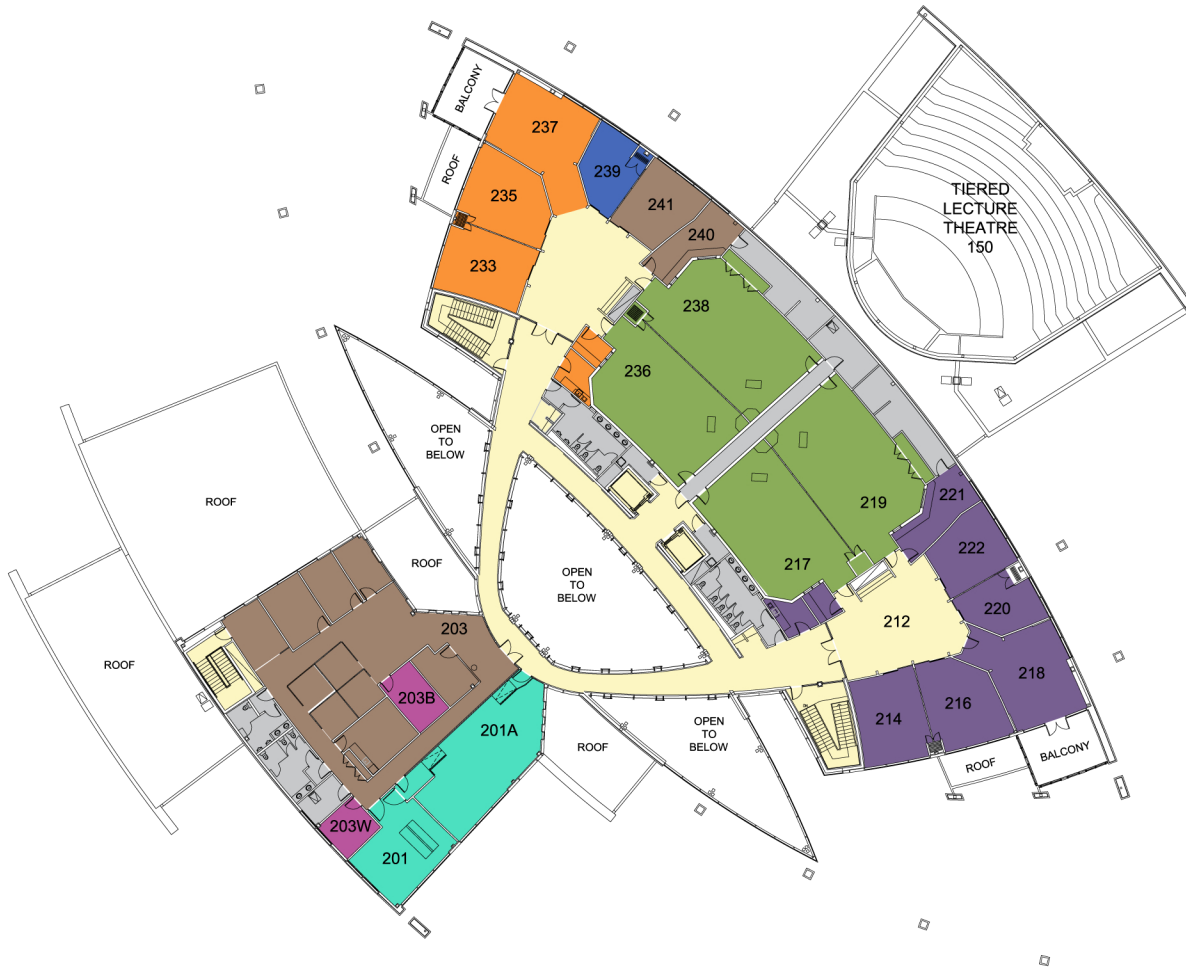 BALCONY
ROOF
237
239
235
241
233
240
238
236
TIERED
LECTURE
THEATRE
150
OPEN
TO
BELOW
ROOF
219
221
222
217
220
212
OPEN
TO
BELOW
ROOF
203
ROOF
218
216
214
203B
201A
OPEN
TO
BELOW
ROOF
BALCONY
ROOF
203W
201